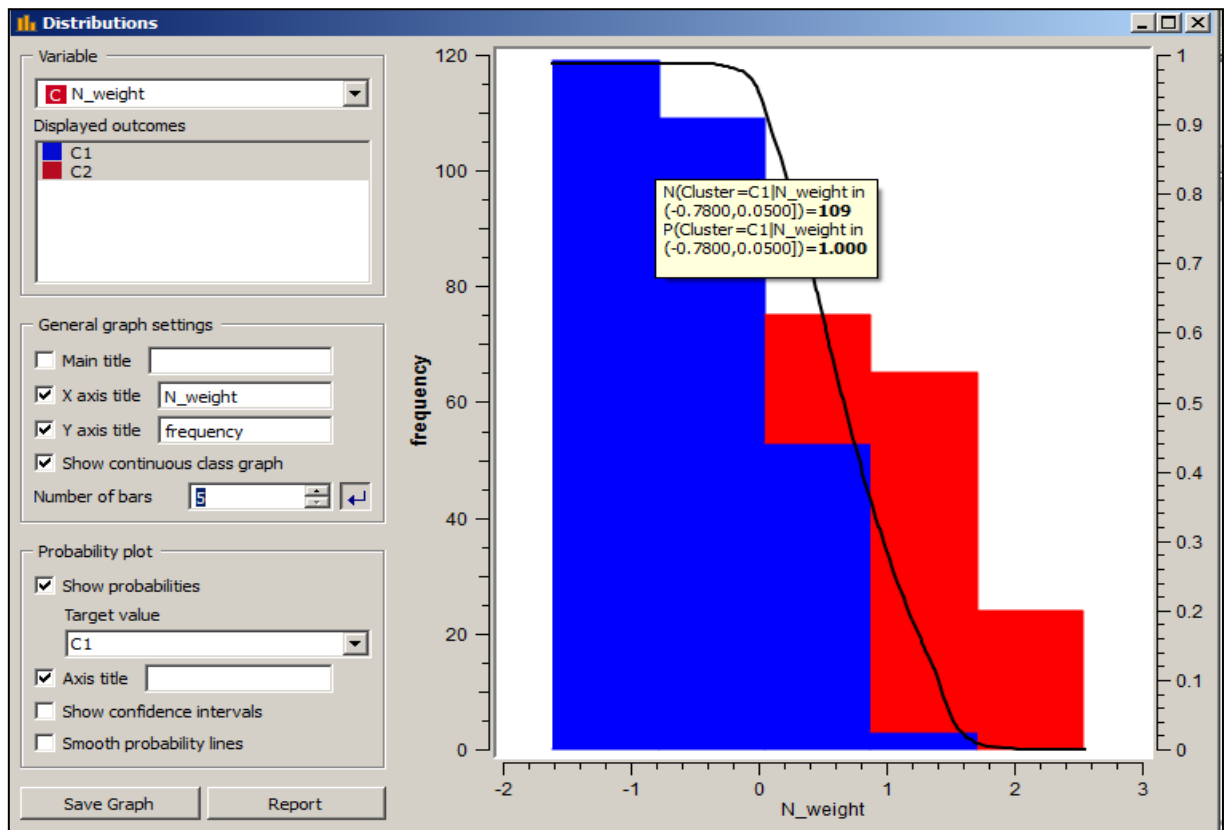 Distributions
Variable
C N_weight
Displayed outcomes
C1
C2
General graph settings
Main title
X axis title N_weight
Y axis title frequency
Show continuous class graph
Number of bars 5
Probability plot
Show probabilities
Target value
C1
Axis title
Show confidence intervals
Smooth probability lines
Save Graph Report
frequency
120
100
80
60
40
20
0
N(Cluster=C1|N_weight in
(-0.7800,0.0500])=109
P(Cluster=C1|N_weight in
(-0.7800,0.0500])=1.000
1
0.9
0.8
0.7
0.6
0.5
0.4
0.3
0.2
0.1
0
-2 -1 0 1 2 3
N_weight